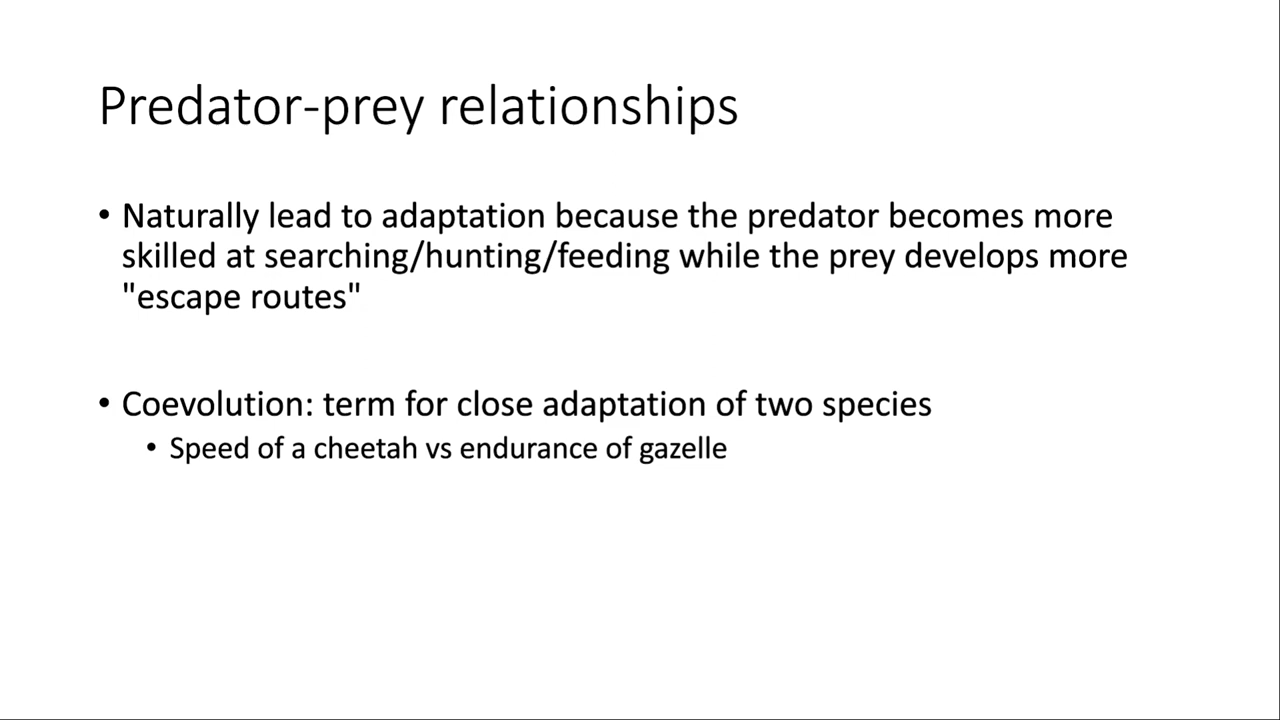 Predator-prey relationships
• Naturally lead to adaptation because the predator becomes more
skilled at searching/hunting/feeding while the prey develops more
"escape routes"
• Coevolution: term for close adaptation of two species
• Speed of a cheetah vs endurance of gazelle